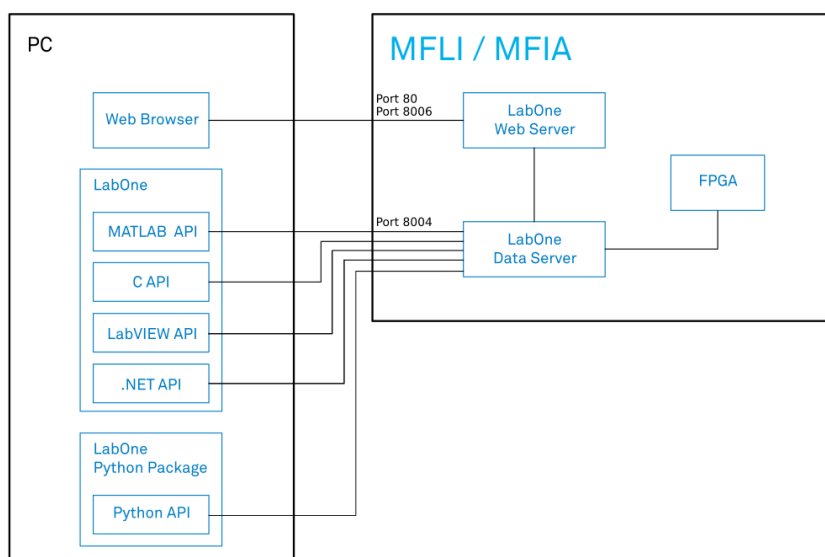 PC
Web Browser
LabOne
MATLAB API
C API
LabVIEW API
.NET API
LabOne
Python Package
Python API
MFLI / MFIA
Port 80
Port 8006
LabOne
Web Server
FPGA
Port 8004
LabOne
Data Server